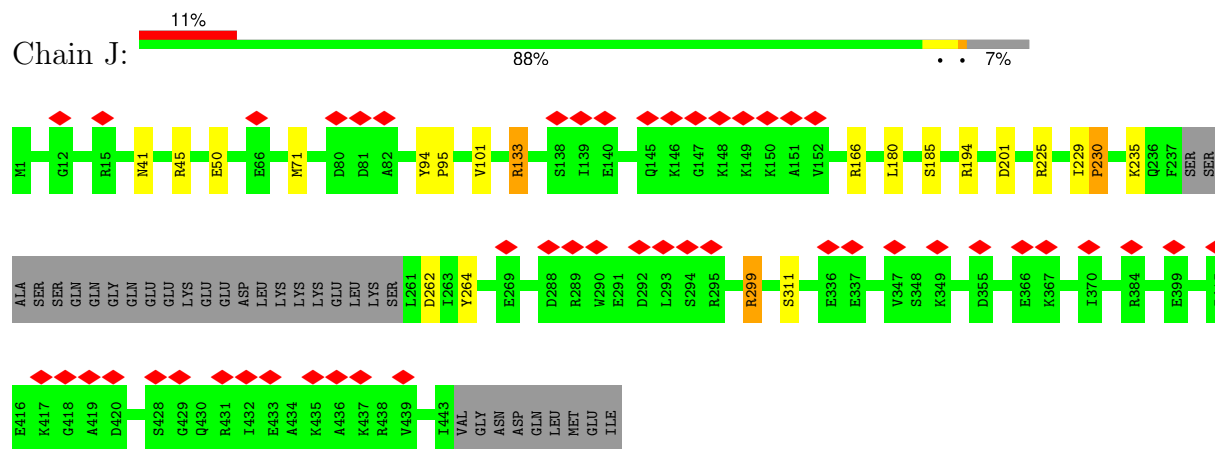 11%
Chain J:
88% • • 7%
M1 G12 R15 N41 R45 E50 E66 M71 D80 D81 A82 Y94 P95 V101 R133 S138 I139 E140 Q145 K146 G147 K148 K149 K150 A151 V152 R166 L180 S185 R194 D201 R225 I229 P230 K235 Q236 F237 SER SER
ALA SER SER GLN GLN GLY GLN GLU GLU LYS GLU GLU ASP LEU LYS LYS LYS GLU LEU LYS SER L261 D262 I263 Y264 E269 D288 R289 W290 E291 D292 L293 S294 R295 R299 S311 E336 E337 V347 S348 K349 D355 E366 K367 I370 R384 E399
E416 K417 G418 A419 D420 S428 G429 Q430 R431 I432 E433 A434 K435 A436 K437 R438 V439 I443 VAL GLY ASN ASP GLN LEU MET GLU ILE